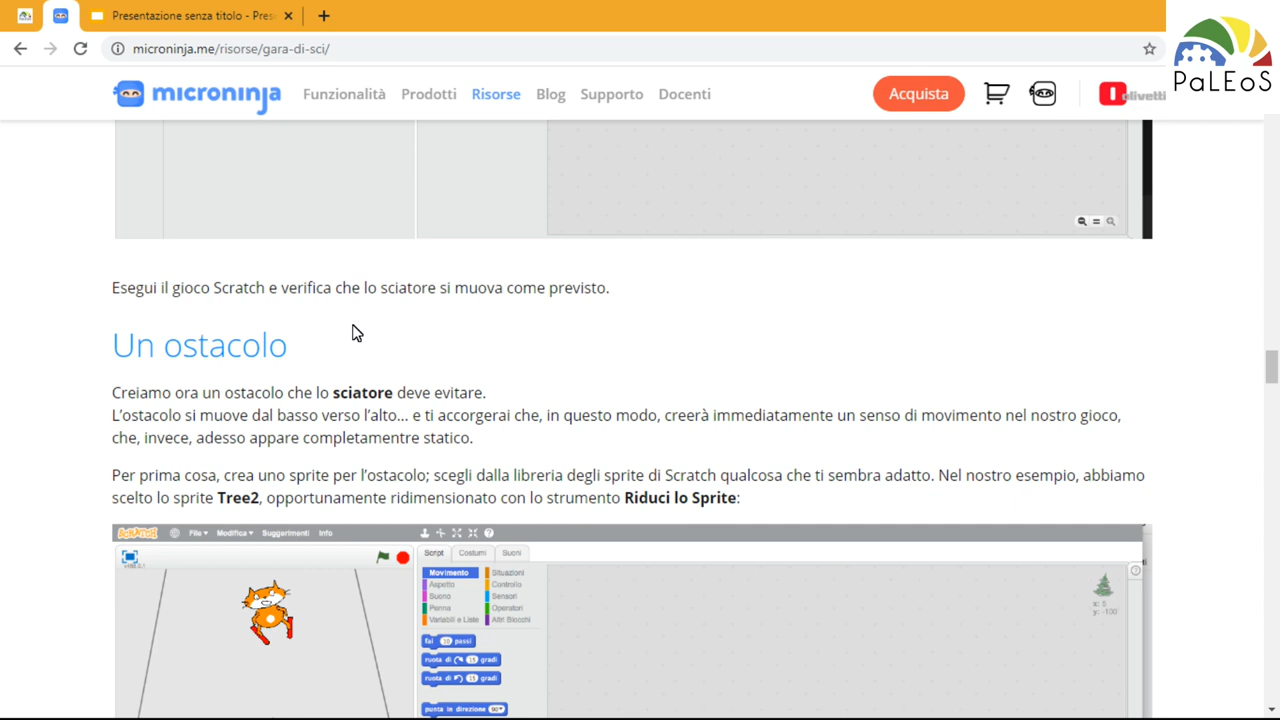 Presentazione senza titolo - Pres
microninja.me/risorse/gara-di-sci/
PaLEoS
microninja Funzionalità Prodotti Risorse Blog Supporto Docenti Acquista olivetti
Esegui il gioco Scratch e verifica che lo sciatore si muova come previsto.
Un ostacolo
Creiamo ora un ostacolo che lo sciatore deve evitare.
L'ostacolo si muove dal basso verso l'alto... e ti accorgerai che, in questo modo, creerà immediatamente un senso di movimento nel nostro gioco,
che, invece, adesso appare completamentre statico.
Per prima cosa, crea uno sprite per l'ostacolo; scegli dalla libreria degli sprite di Scratch qualcosa che ti sembra adatto. Nel nostro esempio, abbiamo
scelto lo sprite Tree2, opportunamente ridimensionato con lo strumento Riduci lo Sprite:
SCRATCH File Modifica Suggerimenti Info
Script Costumi Suoni
Movimento Situazioni
Aspetto Controllo
Suono Sensori
Penna Operatori
Variabili e Liste Altri Blocchi
x: 5
y: -100
fai 10 passi
ruota di 15 gradi
ruota di 15 gradi
punta in direzione 90